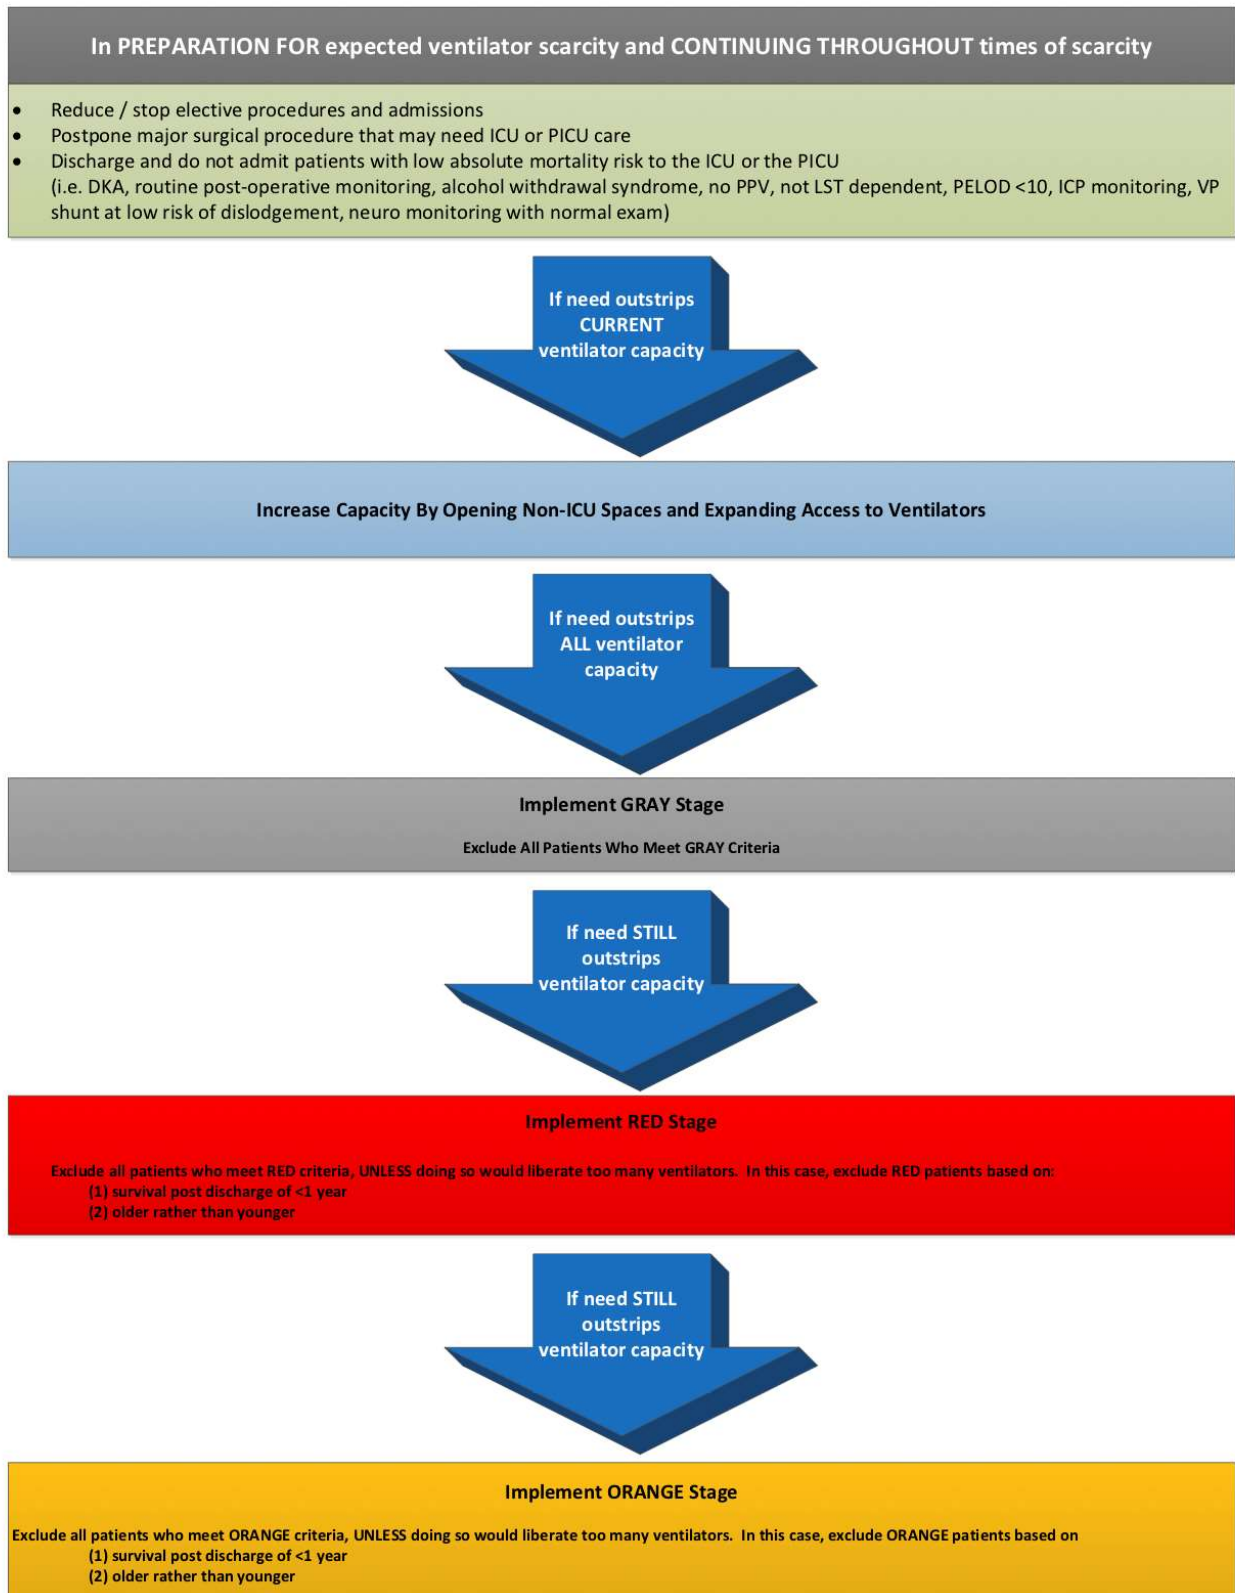 In PREPARATION FOR expected ventilator scarcity and CONTINUING THROUGHOUT times of scarcity
• Reduce / stop elective procedures and admissions
• Postpone major surgical procedure that may need ICU or PICU care
• Discharge and do not admit patients with low absolute mortality risk to the ICU or the PICU
(i.e. DKA, routine post-operative monitoring, alcohol withdrawal syndrome, no PPV, not LST dependent, PELOD <10, ICP monitoring, VP
shunt at low risk of dislodgement, neuro monitoring with normal exam)
If need outstrips
CURRENT
ventilator capacity
Increase Capacity By Opening Non-ICU Spaces and Expanding Access to Ventilators
If need outstrips
ALL ventilator
capacity
Implement GRAY Stage
Exclude All Patients Who Meet GRAY Criteria
If need STILL
outstrips
ventilator capacity
Implement RED Stage
Exclude all patients who meet RED criteria, UNLESS doing so would liberate too many ventilators.  In this case, exclude RED patients based on:
(1) survival post discharge of <1 year
(2) older rather than younger
If need STILL
outstrips
ventilator capacity
Implement ORANGE Stage
Exclude all patients who meet ORANGE criteria, UNLESS doing so would liberate too many ventilators.  In this case, exclude ORANGE patients based on
(1) survival post discharge of <1 year
(2) older rather than younger